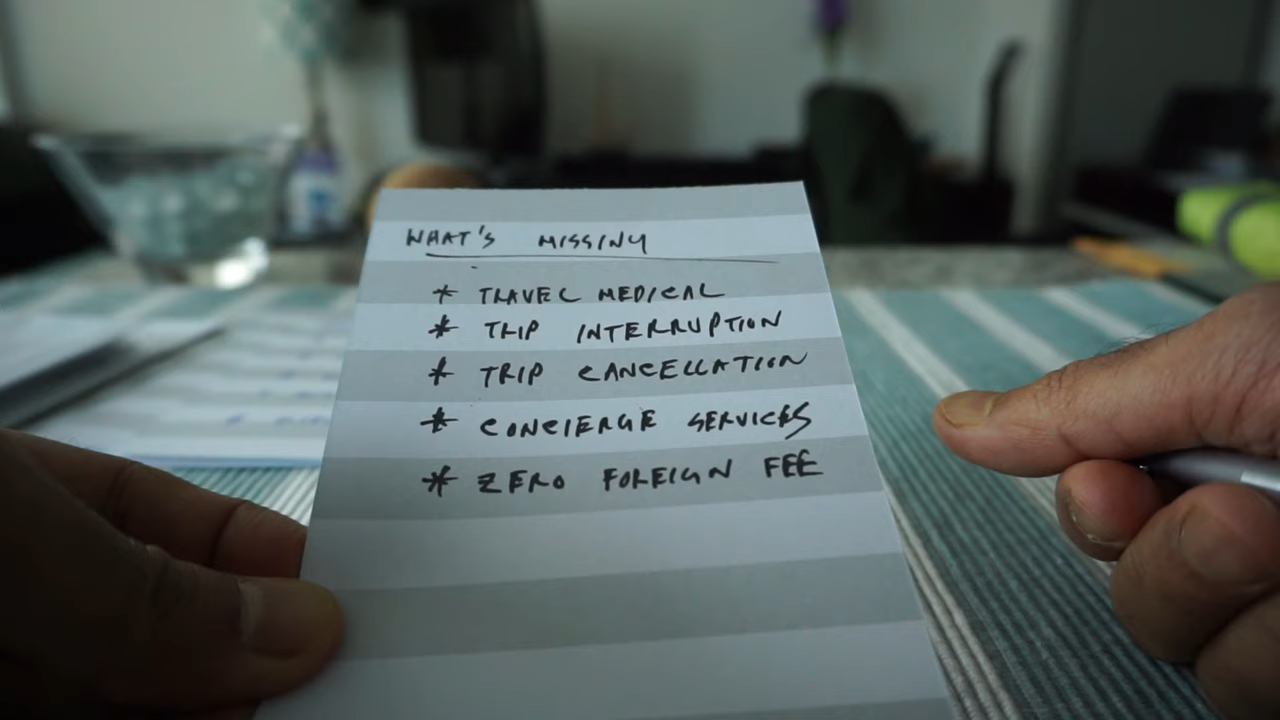 WHAT'S MISSING
* TRAVEL MEDICAL
* TRIP INTERRUPTION
* TRIP CANCELLATION
* CONCIERGE SERVICES
* ZERO FOREIGN FEE